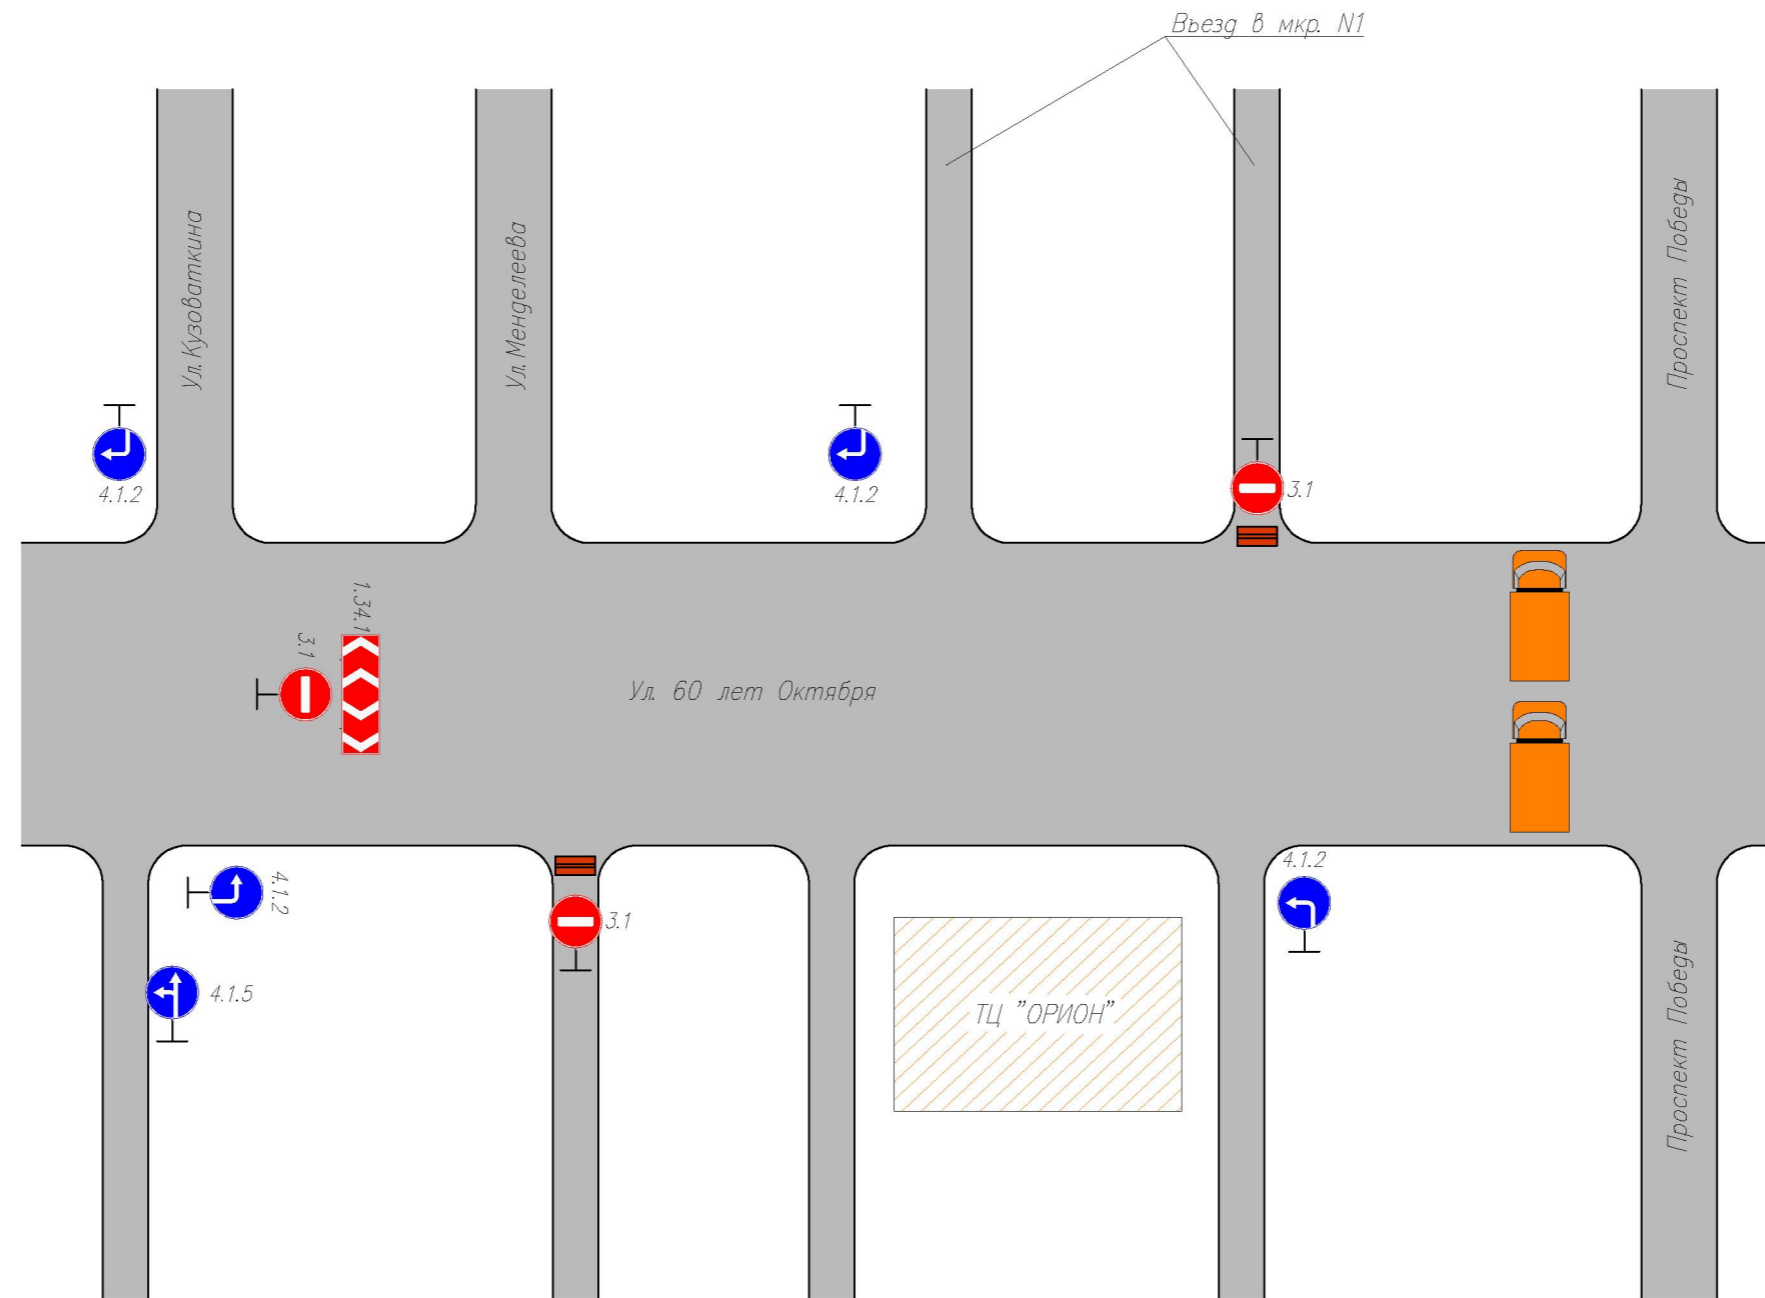 Въезд в мкр. N1
Ул. Кузоваткина
Ул. Менделеева
Проспект Победы
4.1.2
4.1.2
3.1
1.34.1
3.1
Ул. 60 лет Октября
4.1.2
4.1.2
3.1
4.1.5
ТЦ "ОРИОН"
Проспект Победы